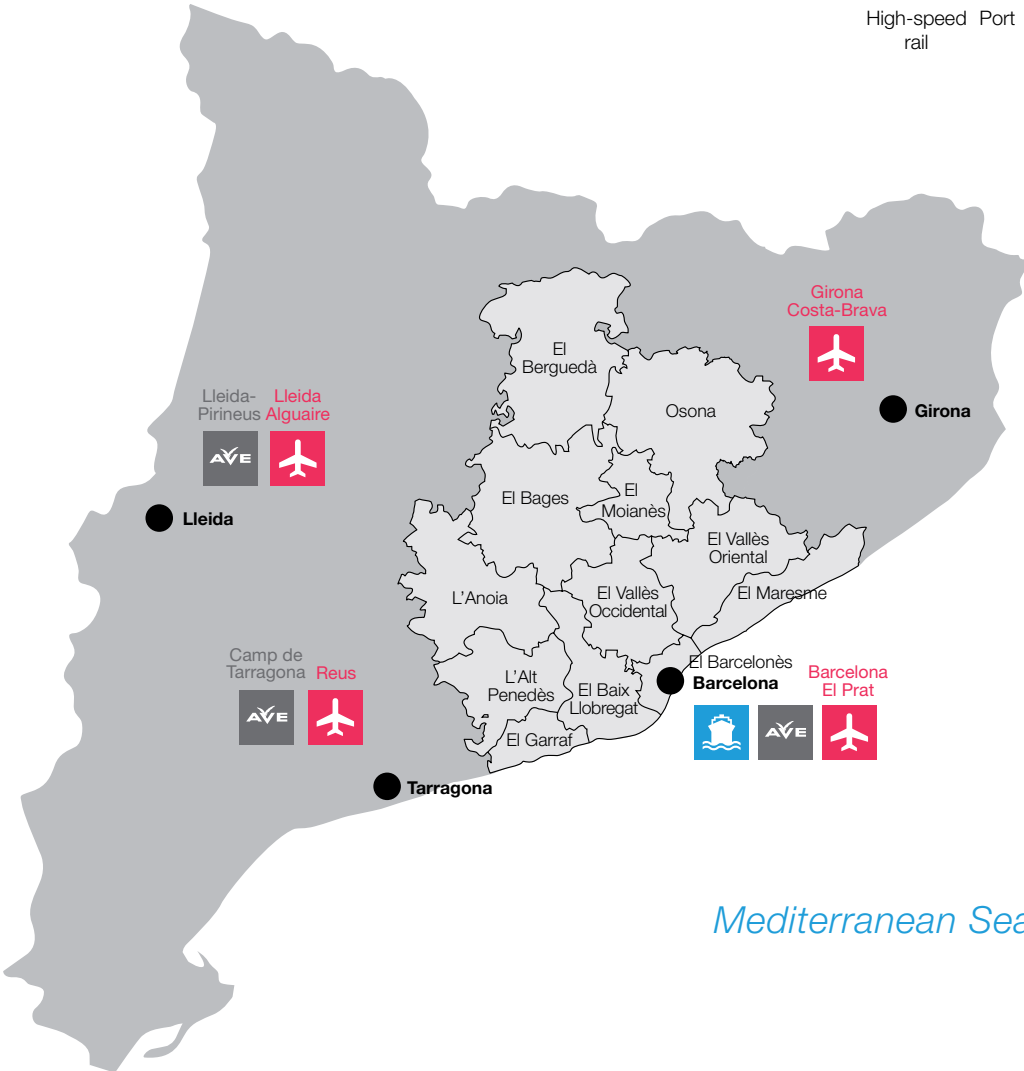 High-speed Port
rail
Girona
Costa-Brava
El
Berguedà
Lleida-
Pirineus
AVE
Lleida
Alguaire
Osona
Girona
El Bages
El
Moianès
Lleida
El Vallès
Oriental
L'Anoia
El Vallès
Occidental
El Maresme
Camp de
Tarragona
AVE
Reus
El Barcelonès
Barcelona
L'Alt
Penedès
El Baix
Llobregat
Barcelona
El Prat
AVE
El Garraf
Tarragona
Mediterranean Sea